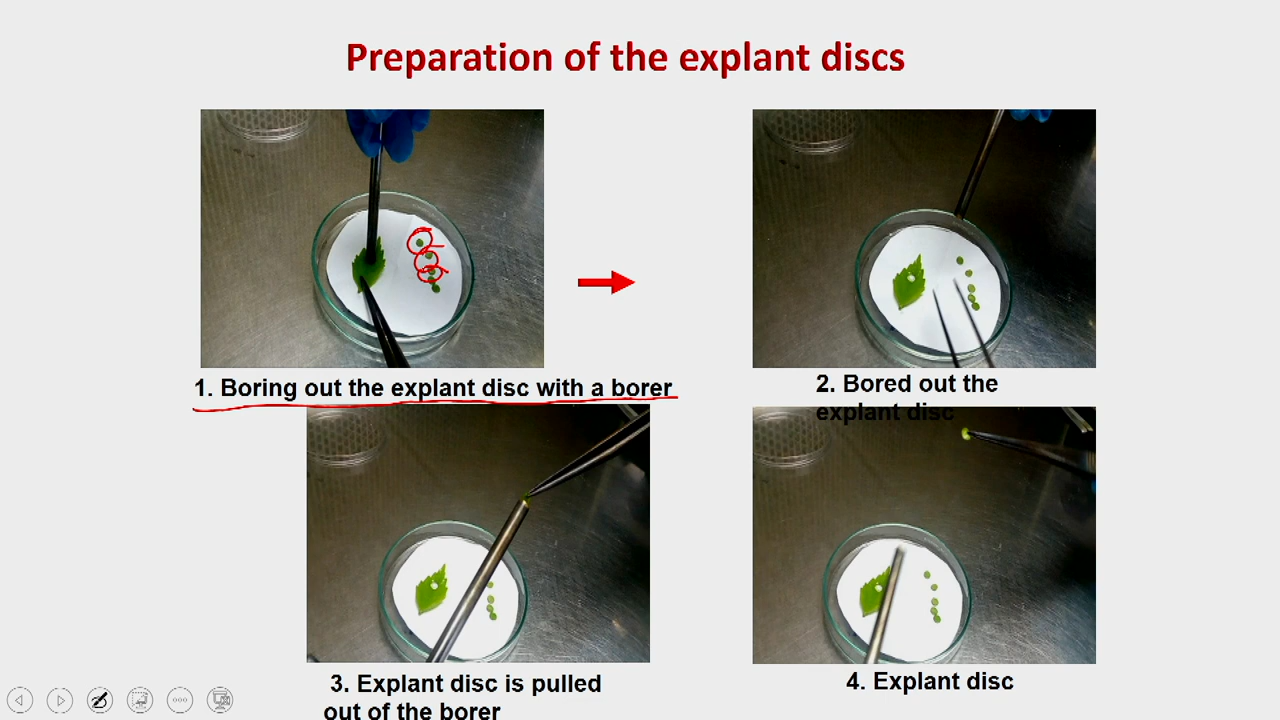 Preparation of the explant discs
1. Boring out the explant disc with a borer
2. Bored out the
explant disc
3. Explant disc is pulled
out of the borer
4. Explant disc